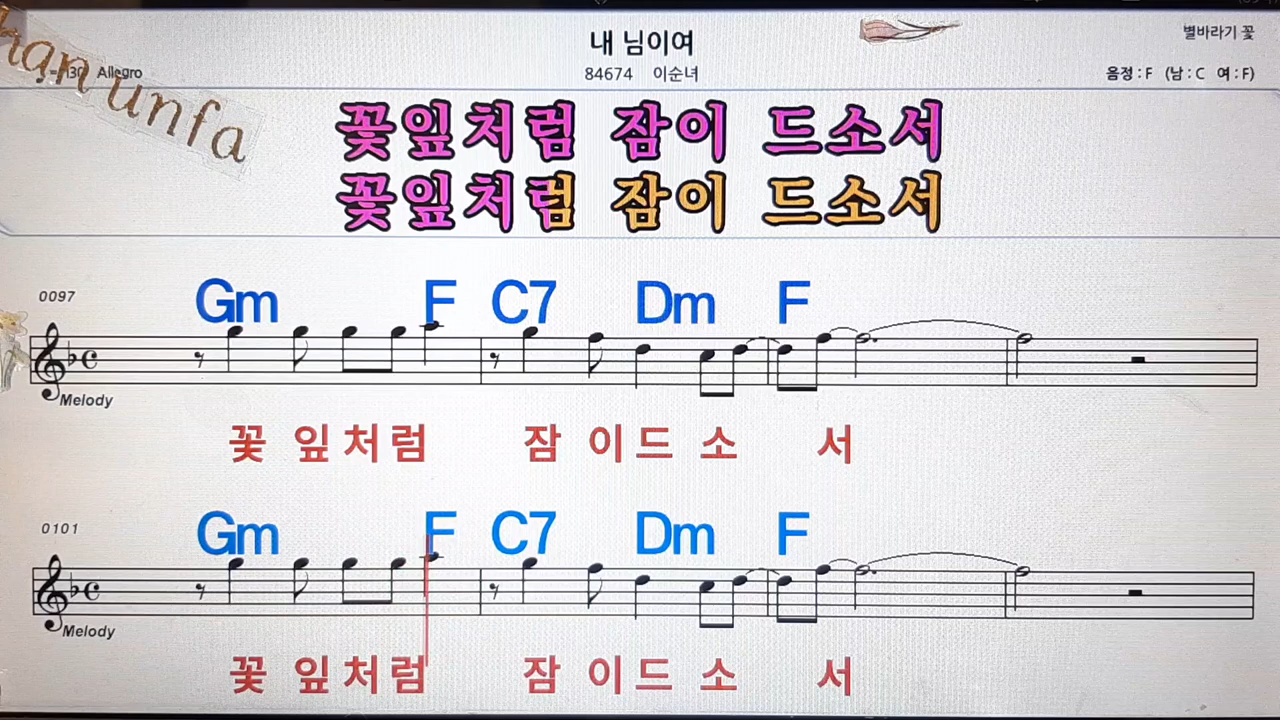 내 님이여
별바라기 꽃
han unfa
Allegro
84674 이순녀
음정 : F (남 : C 여 : F)
꽃잎처럼 잠이 드소서
꽃잎처럼 잠이 드소서
0097
Gm F C7 Dm F
Melody
꽃 잎 처 럼 잠 이 드 소 서
0101
Gm F C7 Dm F
Melody
꽃 잎 처 럼 잠 이 드 소 서